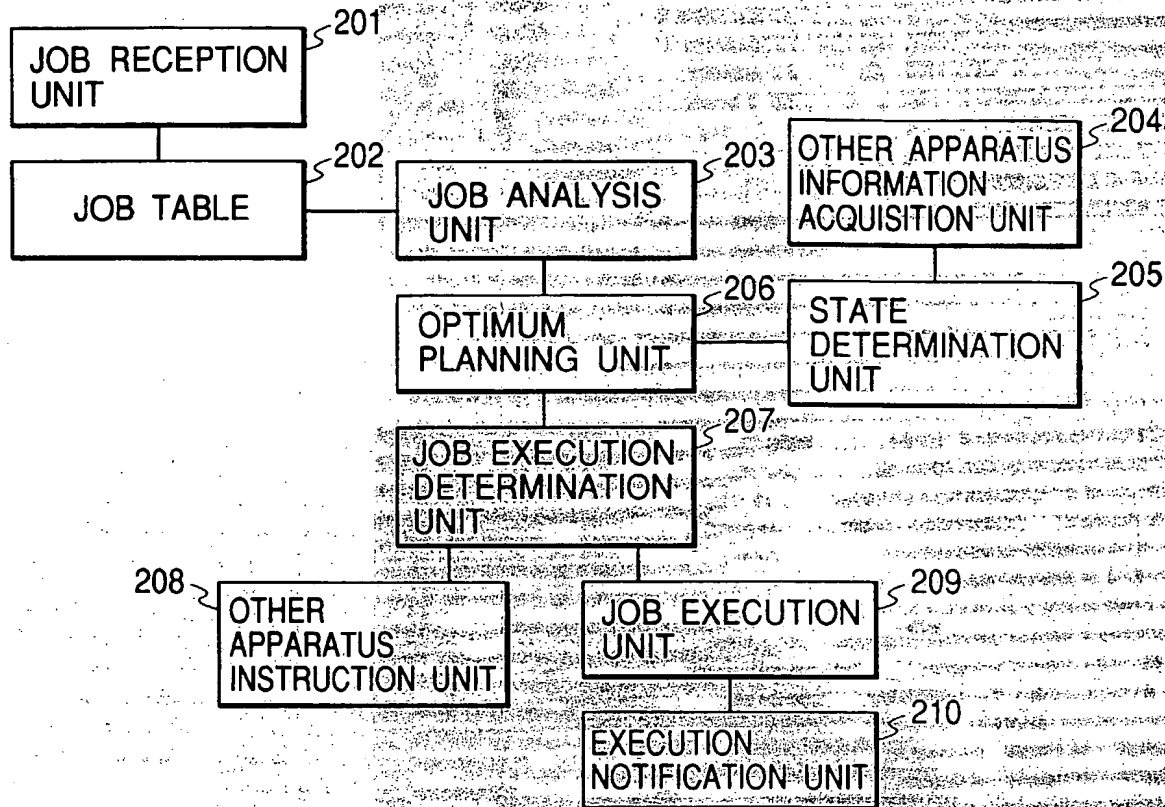 201
JOB RECEPTION
UNIT
202
JOB TABLE
203
JOB ANALYSIS
UNIT
204
OTHER APPARATUS
INFORMATION
ACQUISITION UNIT
205
STATE
DETERMINATION
UNIT
206
OPTIMUM
PLANNING UNIT
207
JOB EXECUTION
DETERMINATION
UNIT
208
OTHER
APPARATUS
INSTRUCTION UNIT
209
JOB EXECUTION
UNIT
210
EXECUTION
NOTIFICATION UNIT